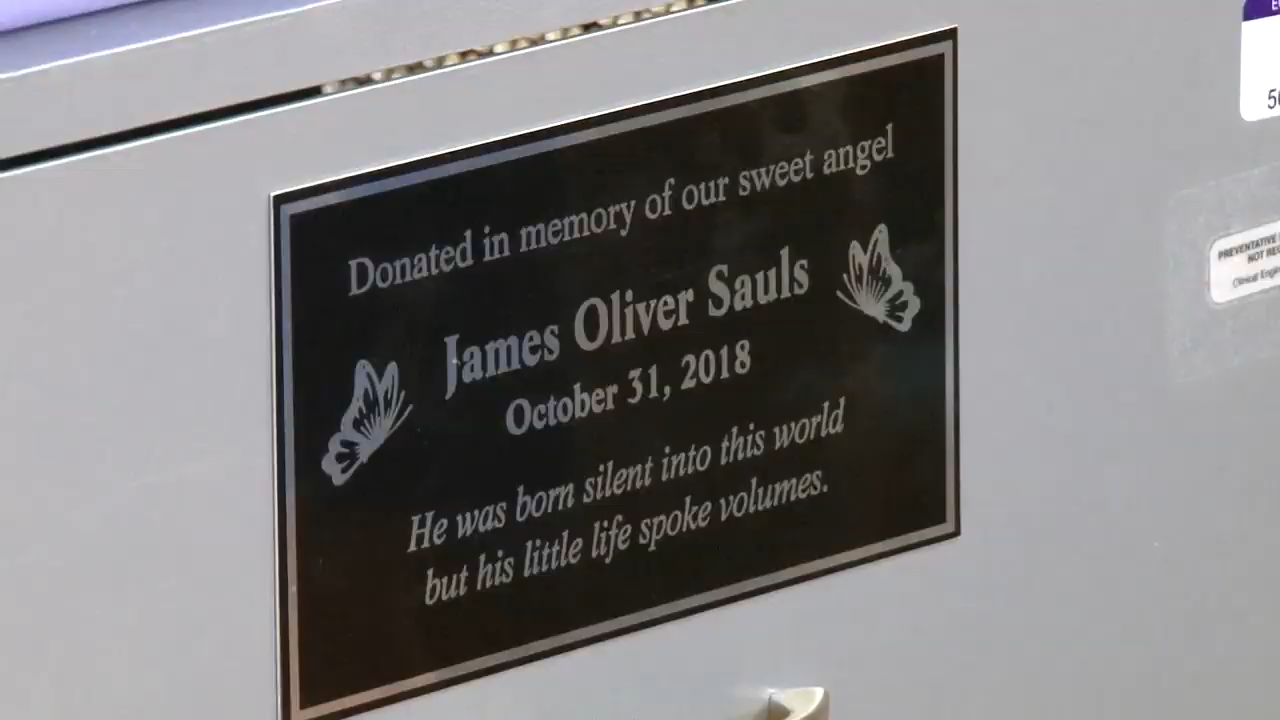 Donated in memory of our sweet angel
James Oliver Sauls
October 31, 2018
He was born silent into this world
but his little life spoke volumes.
PREVENTATIVE